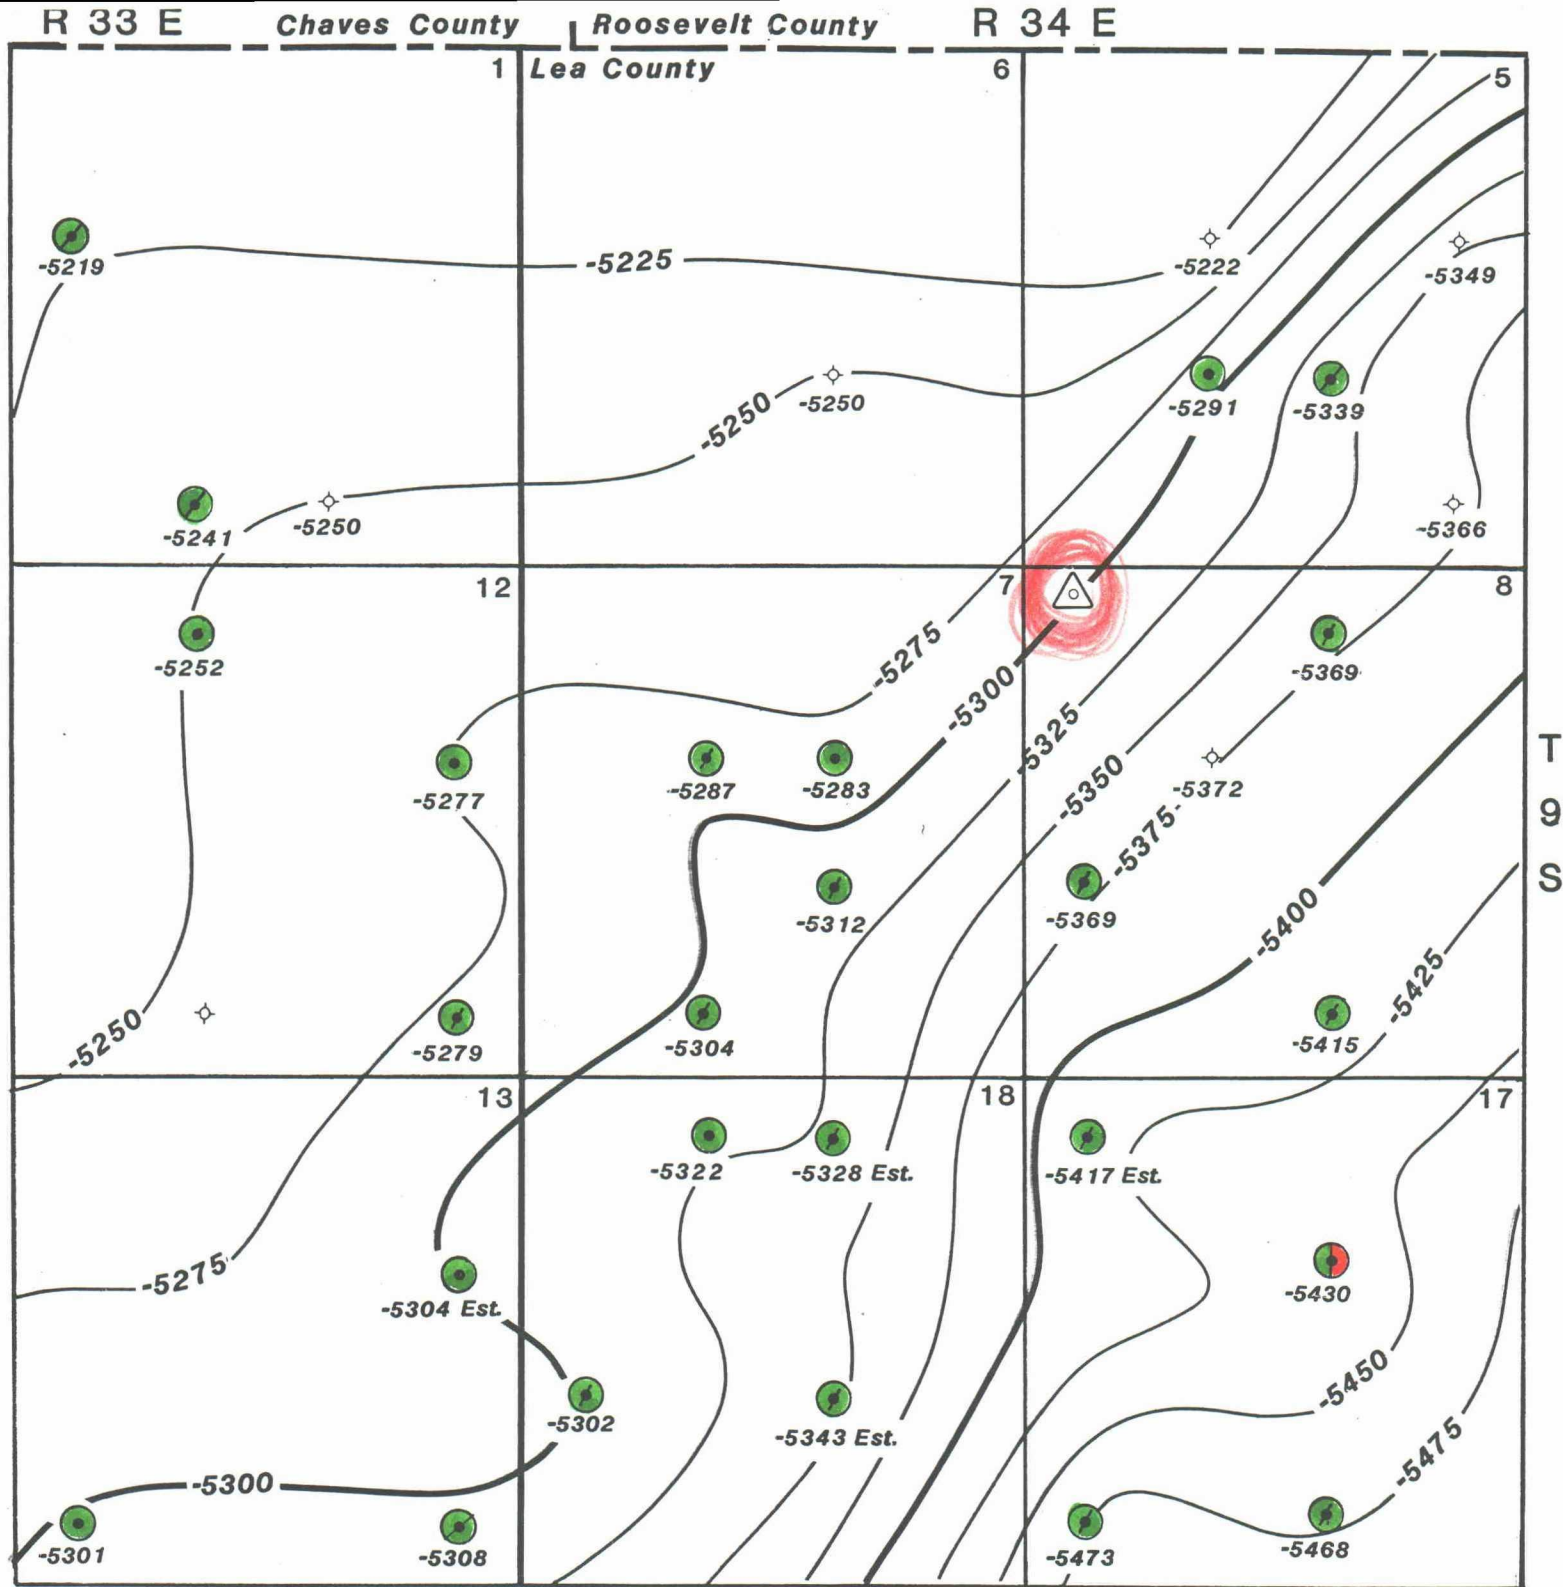 R 33 E Chaves County Roosevelt County R 34 E
1 Lea County 6 5
-5219 -5225 -5222 -5349
-5250 -5250 -5291 -5339
-5241 -5250 -5366
12 7 8
-5252 -5275 -5369
-5300
-5325 T
-5277 -5287 -5283 -5350 -5372
-5375 9
-5312 -5369 -5400 S
-5250 -5279 -5304 -5415 -5425
13 18 17
-5322 -5328 Est. -5417 Est.
-5275 -5304 Est. -5430
-5302 -5343 Est. -5450
-5300 -5475
-5301 -5308 -5473 -5468